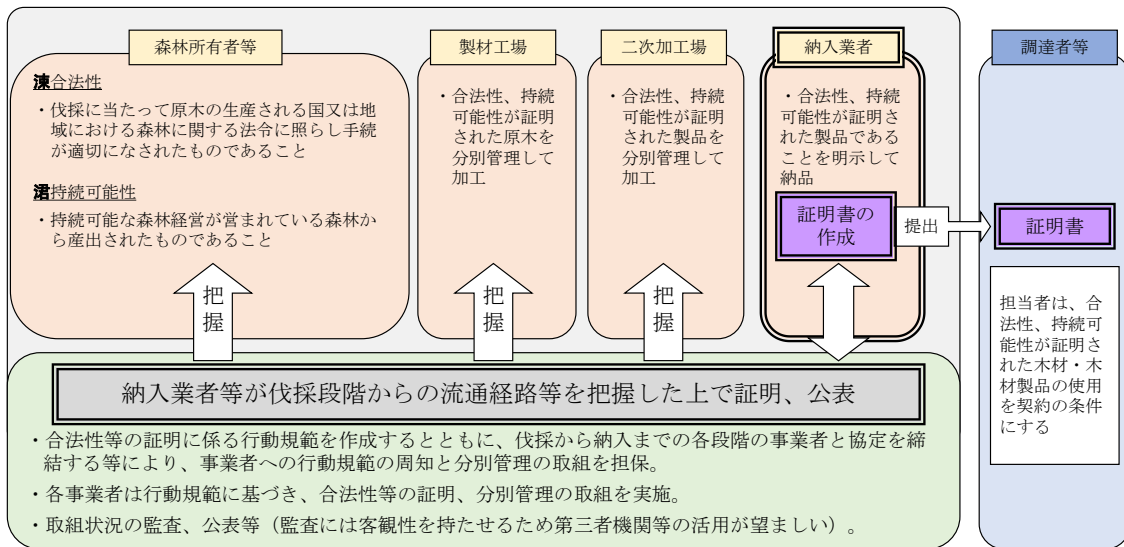 森林所有者等
湅合法性
・伐採に当たって原木の生産される国又は地
域における森林に関する法令に照らし手続
が適切になされたものであること
涒持続可能性
・持続可能な森林経営が営まれている森林か
ら産出されたものであること
把
握
製材工場
・合法性、持続
可能性が証明
された原木を
分別管理して
加工
把
握
二次加工場
・合法性、持続
可能性が証明
された製品を
分別管理して
加工
把
握
納入業者
・合法性、持続
可能性が証明さ
れた製品である
ことを明示して
納品
証明書の
作成
提出
調達者等
証明書
担当者は、合
法性、持続可
能性が証明さ
れた木材・木
材製品の使用
を契約の条件
にする
納入業者等が伐採段階からの流通経路等を把握した上で証明、公表
・合法性等の証明に係る行動規範を作成するとともに、伐採から納入までの各段階の事業者と協定を締
結する等により、事業者への行動規範の周知と分別管理の取組を担保。
・各事業者は行動規範に基づき、合法性等の証明、分別管理の取組を実施。
・取組状況の監査、公表等（監査には客観性を持たせるため第三者機関等の活用が望ましい）。